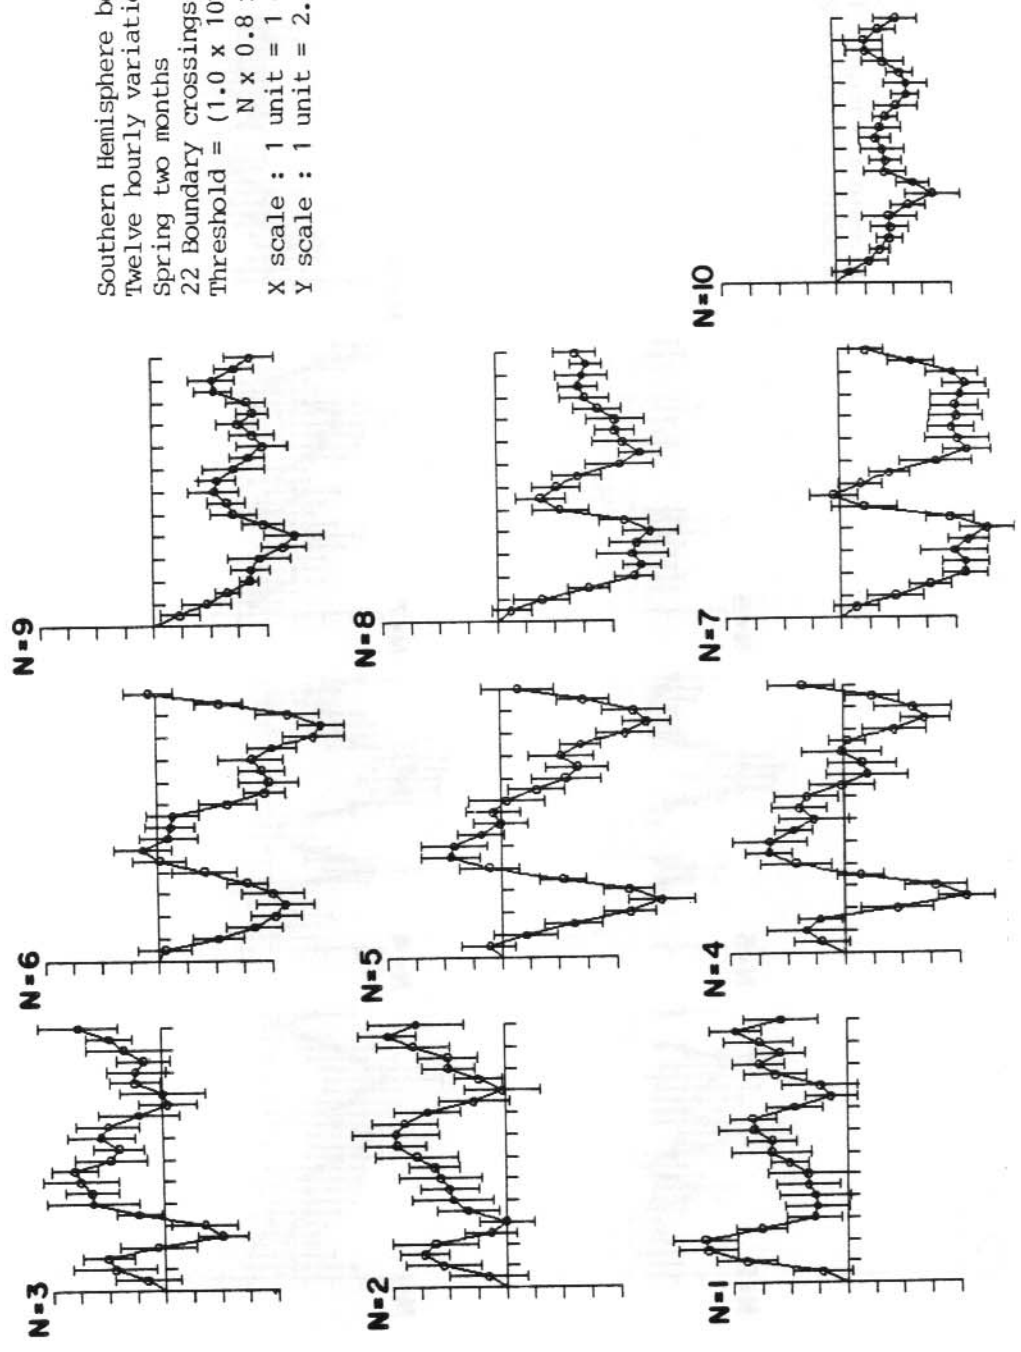 Southern Hemisphere bo
Twelve hourly variatio
Spring two months
22 Boundary crossings
Threshold = (1.0 x 10
N x 0.8
X scale : 1 unit = 1
Y scale : 1 unit = 2.
N=3
N=6
N=9
N=2
N=5
N=8
N=1
N=4
N=7
N=10